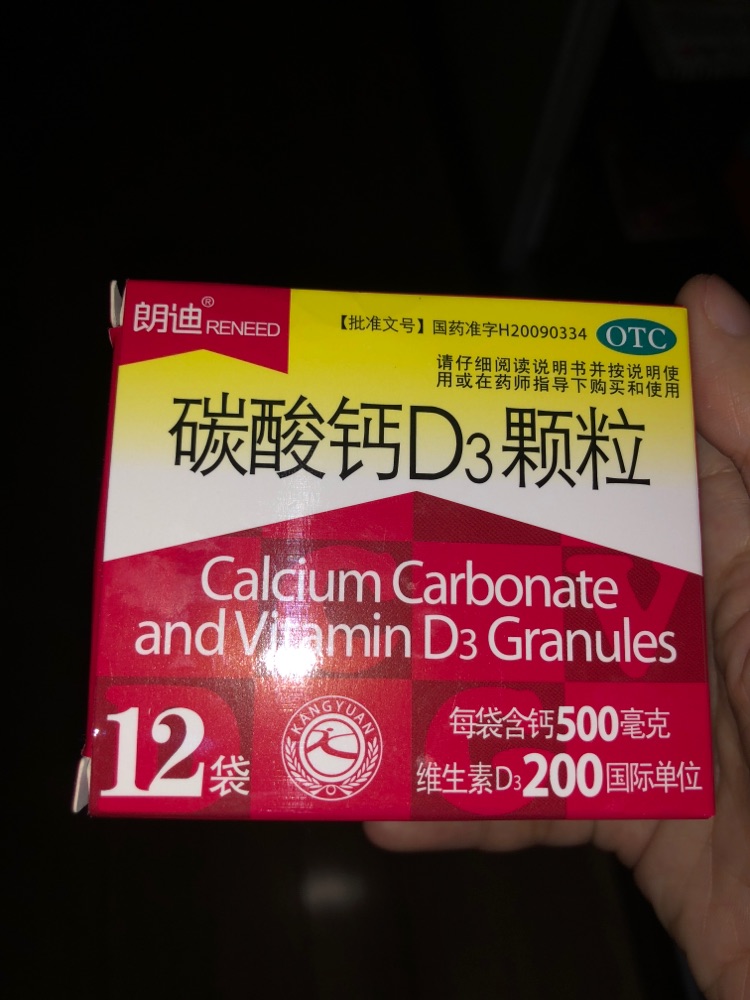 朗迪® RENEED
【批准文号】国药准字H20090334
OTC
请仔细阅读说明书并按说明使
用或在药师指导下购买和使用
碳酸钙D3颗粒
Calcium Carbonate
and Vitamin D3 Granules
12袋
KANGYUAN
每袋含钙500毫克
维生素D3200国际单位